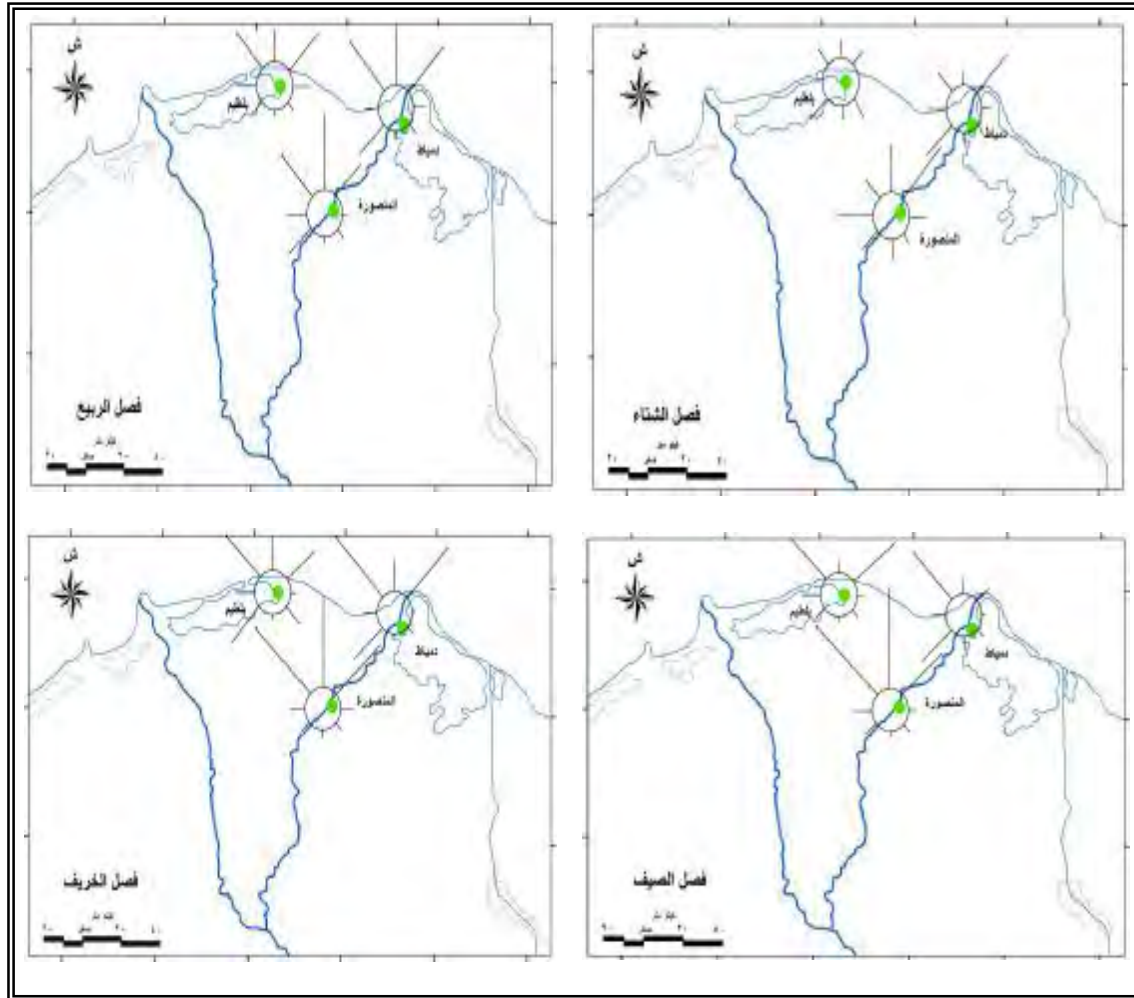 ش
بلطيم
دمياط
المنصورة
فصل الشتاء
ش
بلطيم
دمياط
المنصورة
فصل الربيع
ش
بلطيم
دمياط
المنصورة
فصل الصيف
ش
بلطيم
دمياط
المنصورة
فصل الخريف